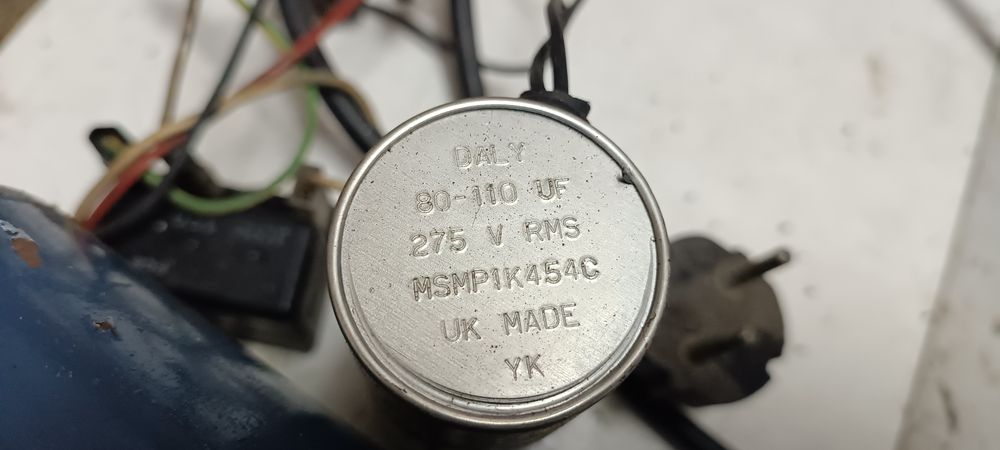 DALY
80-110 UF
275 V RMS
MSMP1K454C
UK MADE
YK